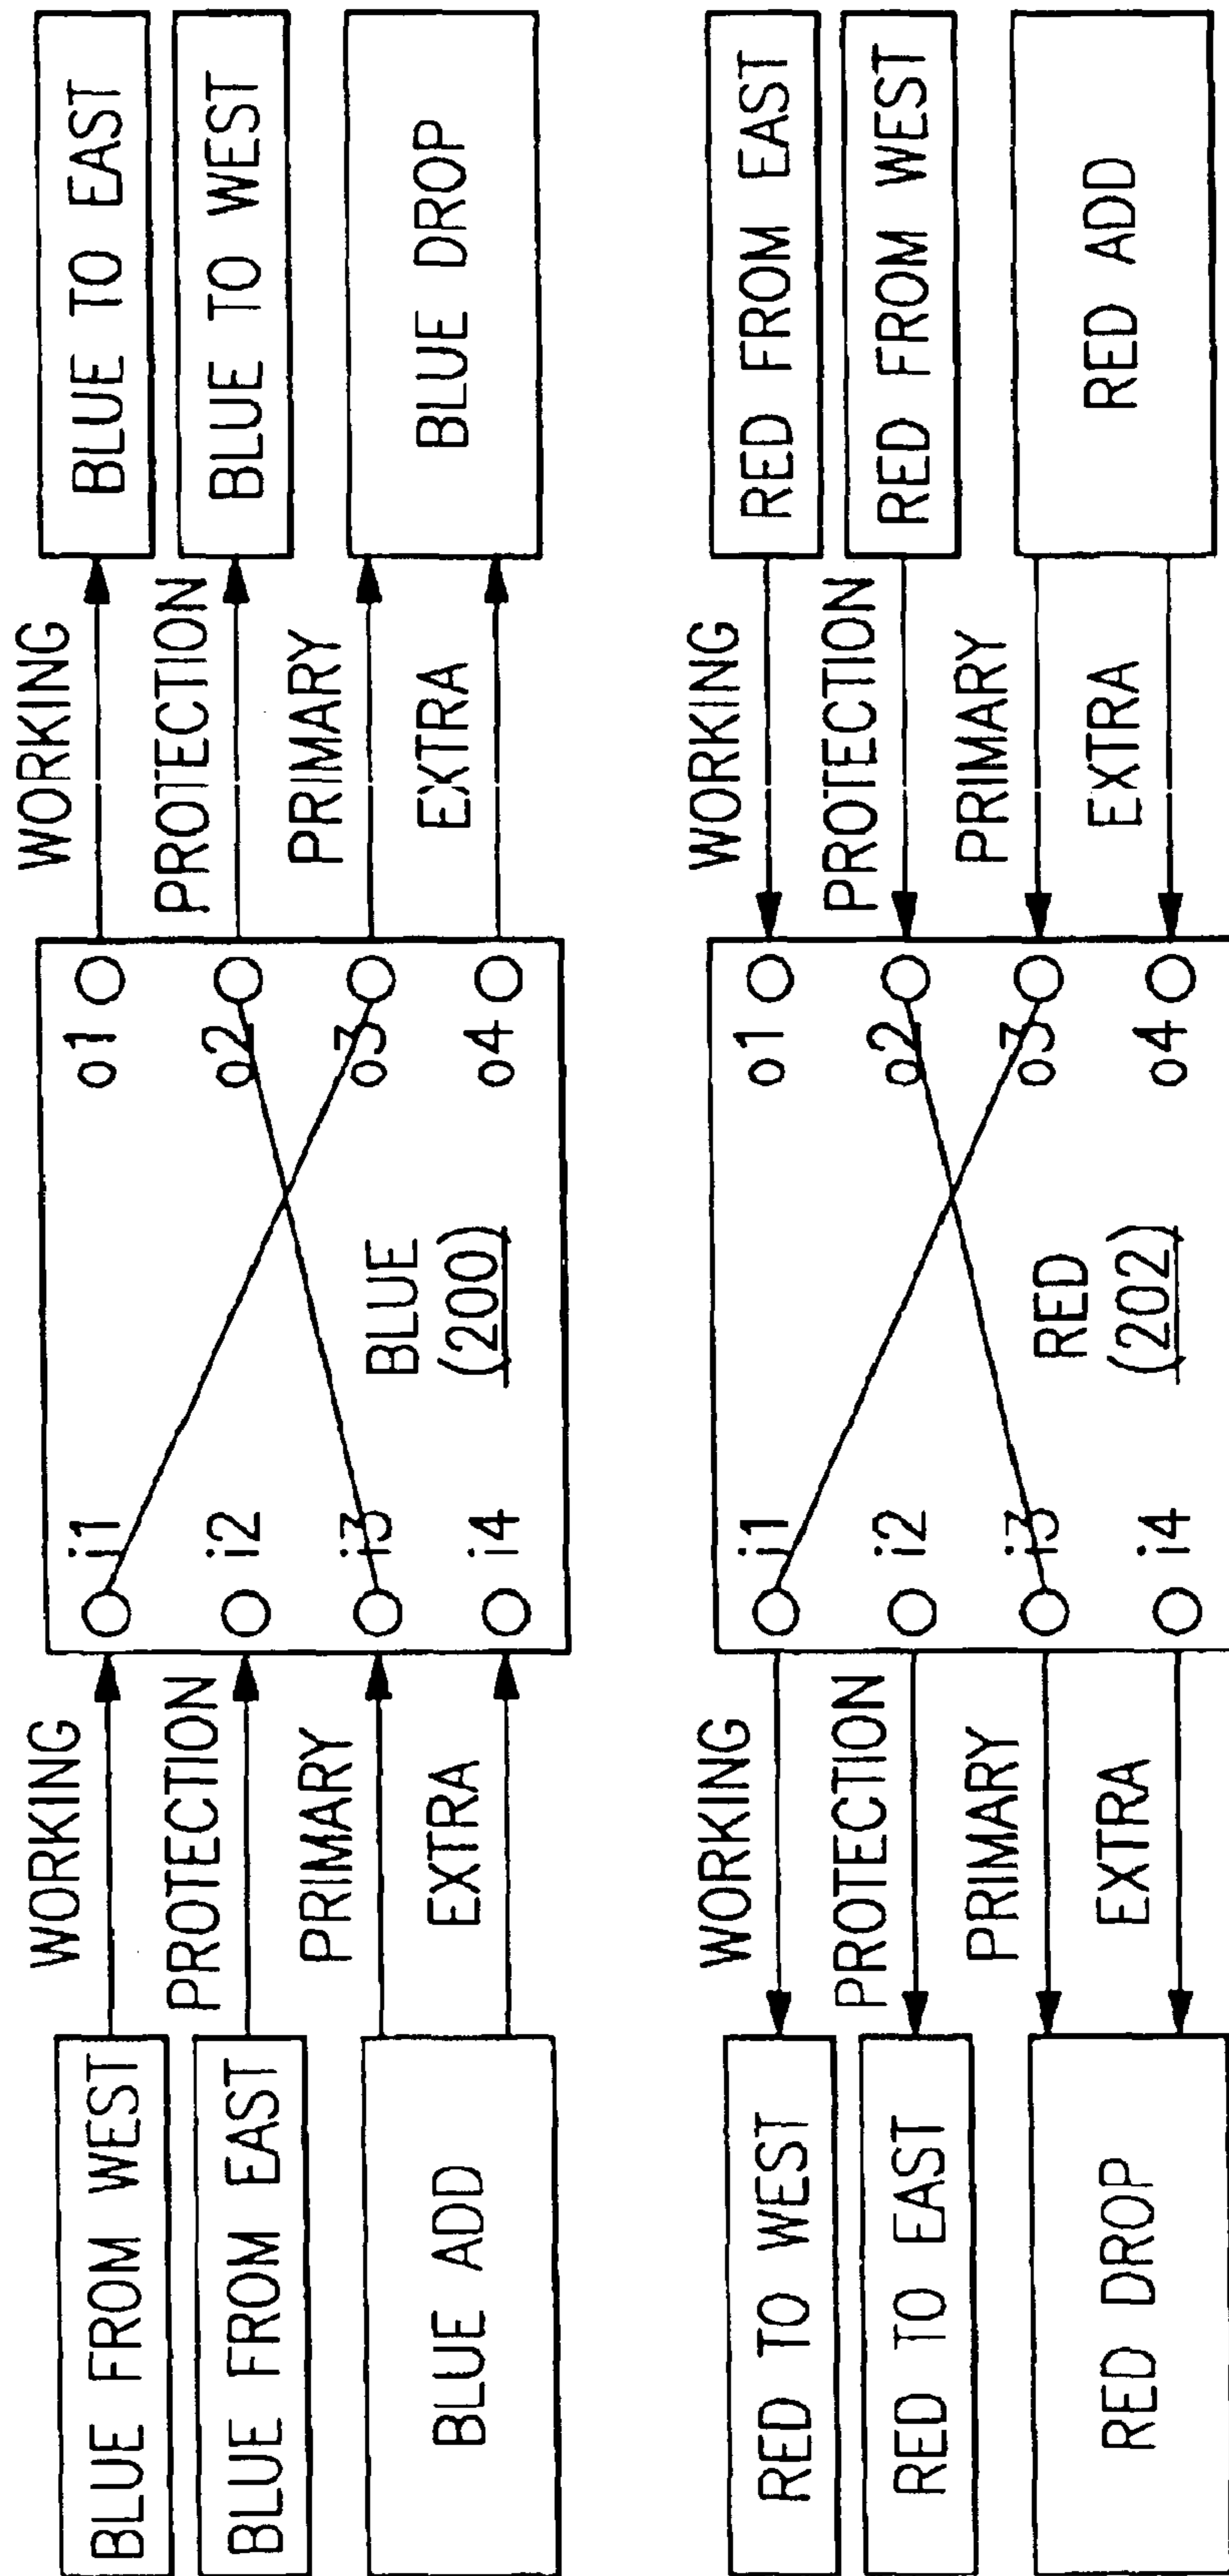 BLUE FROM WEST
BLUE FROM EAST
BLUE ADD
WORKING
PROTECTION
PRIMARY
EXTRA
i1
i2
i3
i4
BLUE
(200)
o1
o2
o3
o4
WORKING
PROTECTION
PRIMARY
EXTRA
BLUE TO EAST
BLUE TO WEST
BLUE DROP
RED TO WEST
RED TO EAST
RED DROP
WORKING
PROTECTION
PRIMARY
EXTRA
i1
i2
i3
i4
RED
(202)
o1
o2
o3
o4
WORKING
PROTECTION
PRIMARY
EXTRA
RED FROM EAST
RED FROM WEST
RED ADD